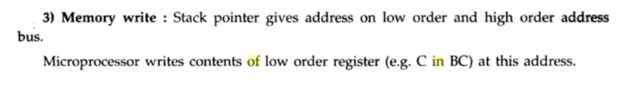 3) Memory write : Stack pointer gives address on low order and high order address
bus.
Microprocessor writes contents of low order register (e.g. C in BC) at this address.